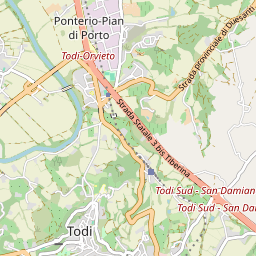 Ponterio-Pian
di Porto
Todi-Orvieto
Strada provinciale di Duesanti
Strada Statale 3 bis Tiberina
Todi Sud - San Damian
Todi Sud - San Da
Todi